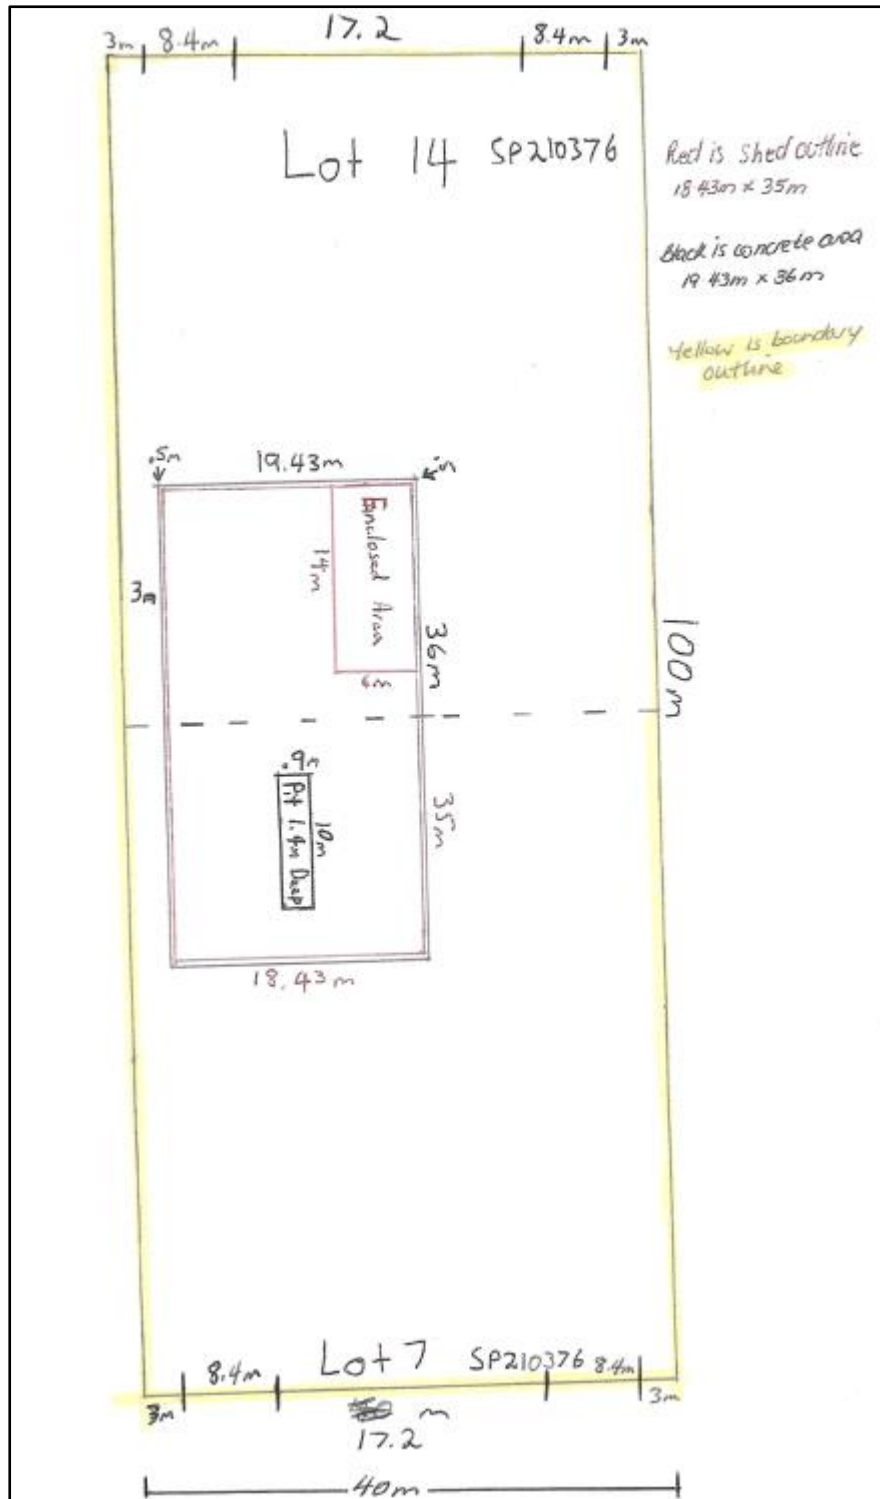 3m 8.4m 17.2 8.4m 3m
Lot 14 SP210376
Red is shed outline
18.43m x 35m
Black is concrete area
19.43m x 36m
Yellow is boundary
outline
.5m 19.43m .5
Enclosed Area
14m
3m
36m
6m
100m
.9m
Pit 1.4m Deep
10m
35m
18.43m
8.4m Lot 7 SP210376 8.4m
3m m 3m
17.2
40m